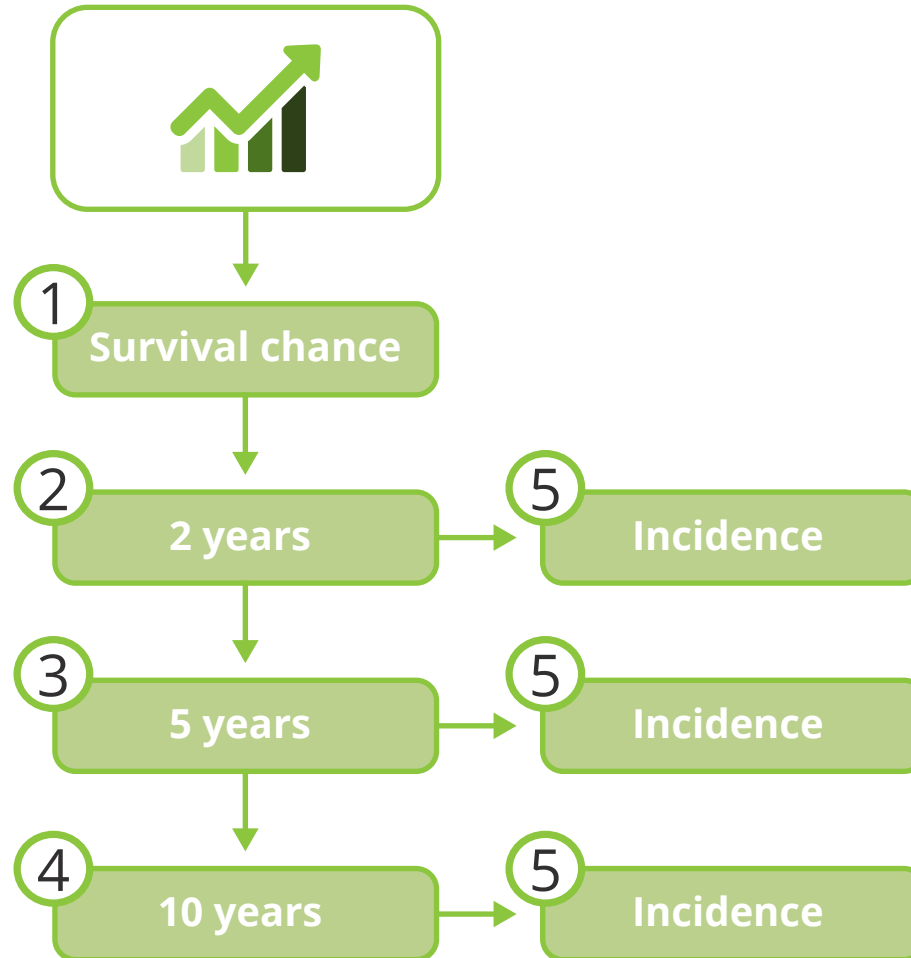 1
Survival chance
2
2 years
5
Incidence
3
5 years
5
Incidence
4
10 years
5
Incidence